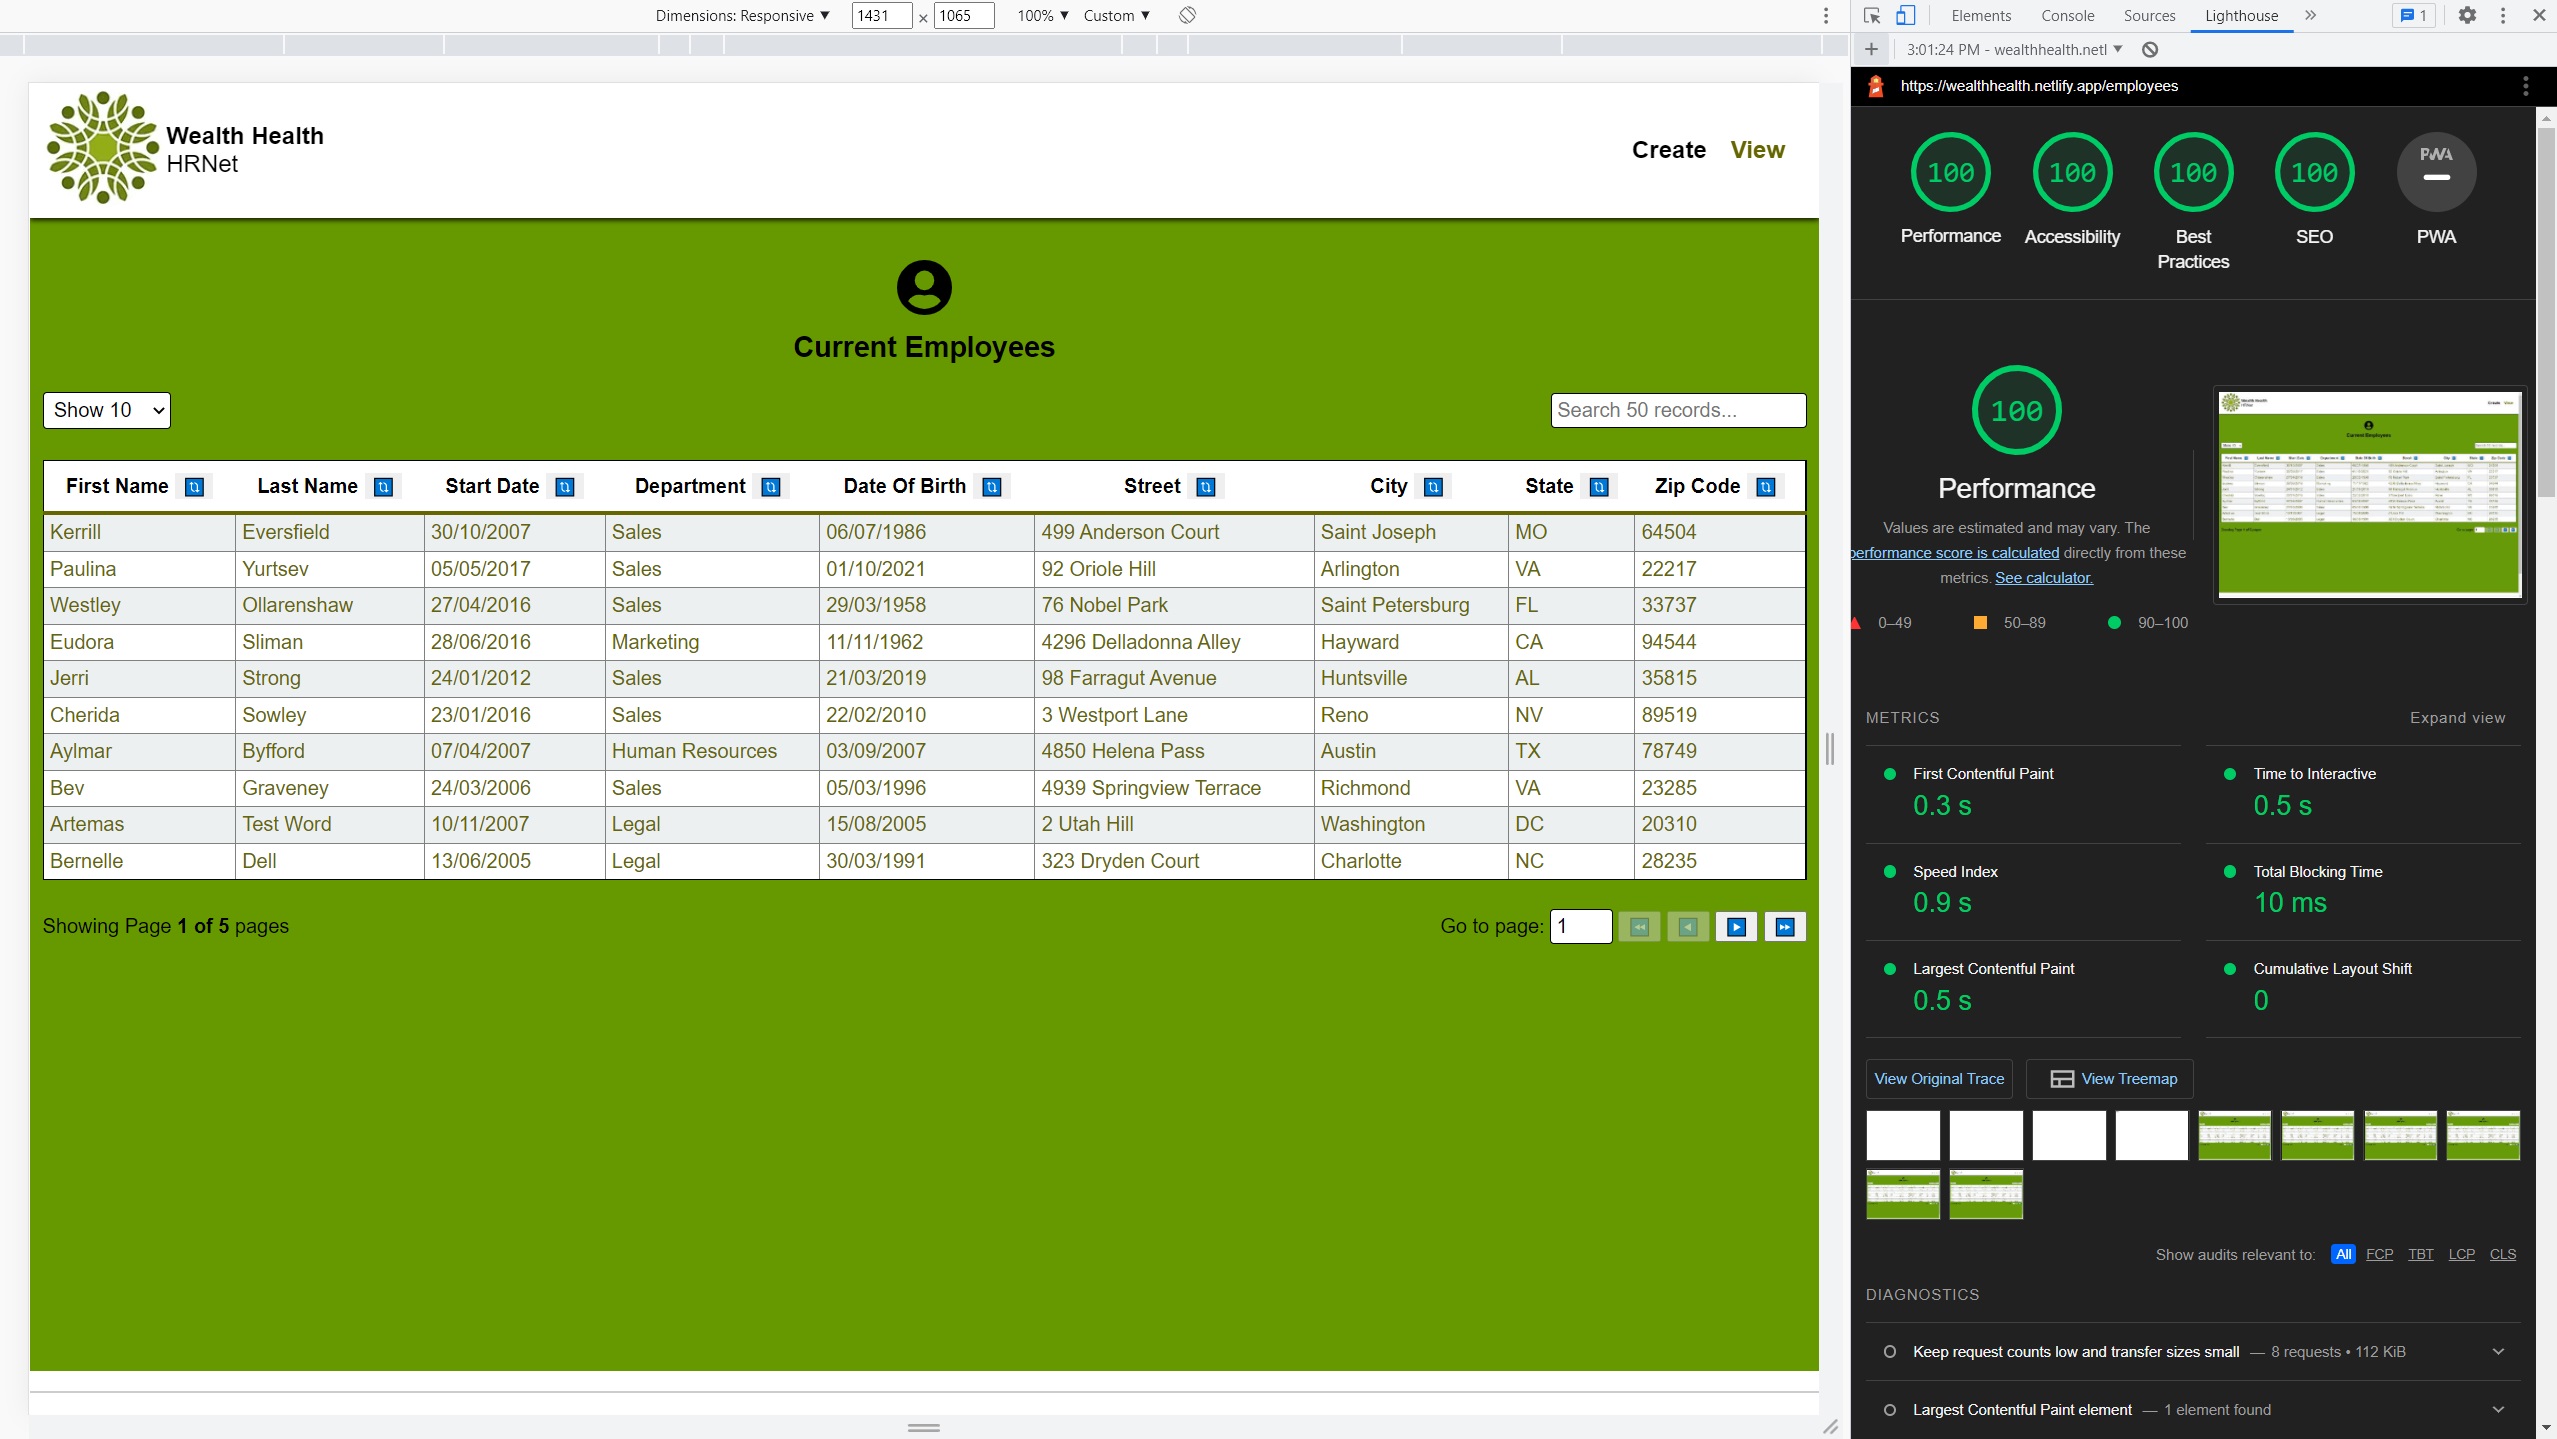 Dimensions: Responsive ▼ 1431 × 1065 100% ▼ Custom ▼
Wealth Health
HRNet
Create View
Current Employees
Show 10
Search 50 records...
First Name Last Name Start Date Department Date Of Birth Street City State Zip Code
Kerrill Eversfield 30/10/2007 Sales 06/07/1986 499 Anderson Court Saint Joseph MO 64504
Paulina Yurtsev 05/05/2017 Sales 01/10/2021 92 Oriole Hill Arlington VA 22217
Westley Ollarenshaw 27/04/2016 Sales 29/03/1958 76 Nobel Park Saint Petersburg FL 33737
Eudora Sliman 28/06/2016 Marketing 11/11/1962 4296 Delladonna Alley Hayward CA 94544
Jerri Strong 24/01/2012 Sales 21/03/2019 98 Farragut Avenue Huntsville AL 35815
Cherida Sowley 23/01/2016 Sales 22/02/2010 3 Westport Lane Reno NV 89519
Aylmar Byfford 07/04/2007 Human Resources 03/09/2007 4850 Helena Pass Austin TX 78749
Bev Graveney 24/03/2006 Sales 05/03/1996 4939 Springview Terrace Richmond VA 23285
Artemas Test Word 10/11/2007 Legal 15/08/2005 2 Utah Hill Washington DC 20310
Bernelle Dell 13/06/2005 Legal 30/03/1991 323 Dryden Court Charlotte NC 28235
Showing Page 1 of 5 pages
Go to page: 1
Elements Console Sources Lighthouse 1
3:01:24 PM - wealthhealth.netl ▼
https://wealthhealth.netlify.app/employees
100 100 100 100 PWA
Performance Accessibility Best Practices SEO PWA
100
Performance
Values are estimated and may vary. The
performance score is calculated directly from these
metrics. See calculator.
0–49 50–89 90–100
METRICS Expand view
First Contentful Paint
0.3 s
Time to Interactive
0.5 s
Speed Index
0.9 s
Total Blocking Time
10 ms
Largest Contentful Paint
0.5 s
Cumulative Layout Shift
0
View Original Trace View Treemap
Show audits relevant to: All FCP TBT LCP CLS
DIAGNOSTICS
Keep request counts low and transfer sizes small — 8 requests • 112 KiB
Largest Contentful Paint element — 1 element found